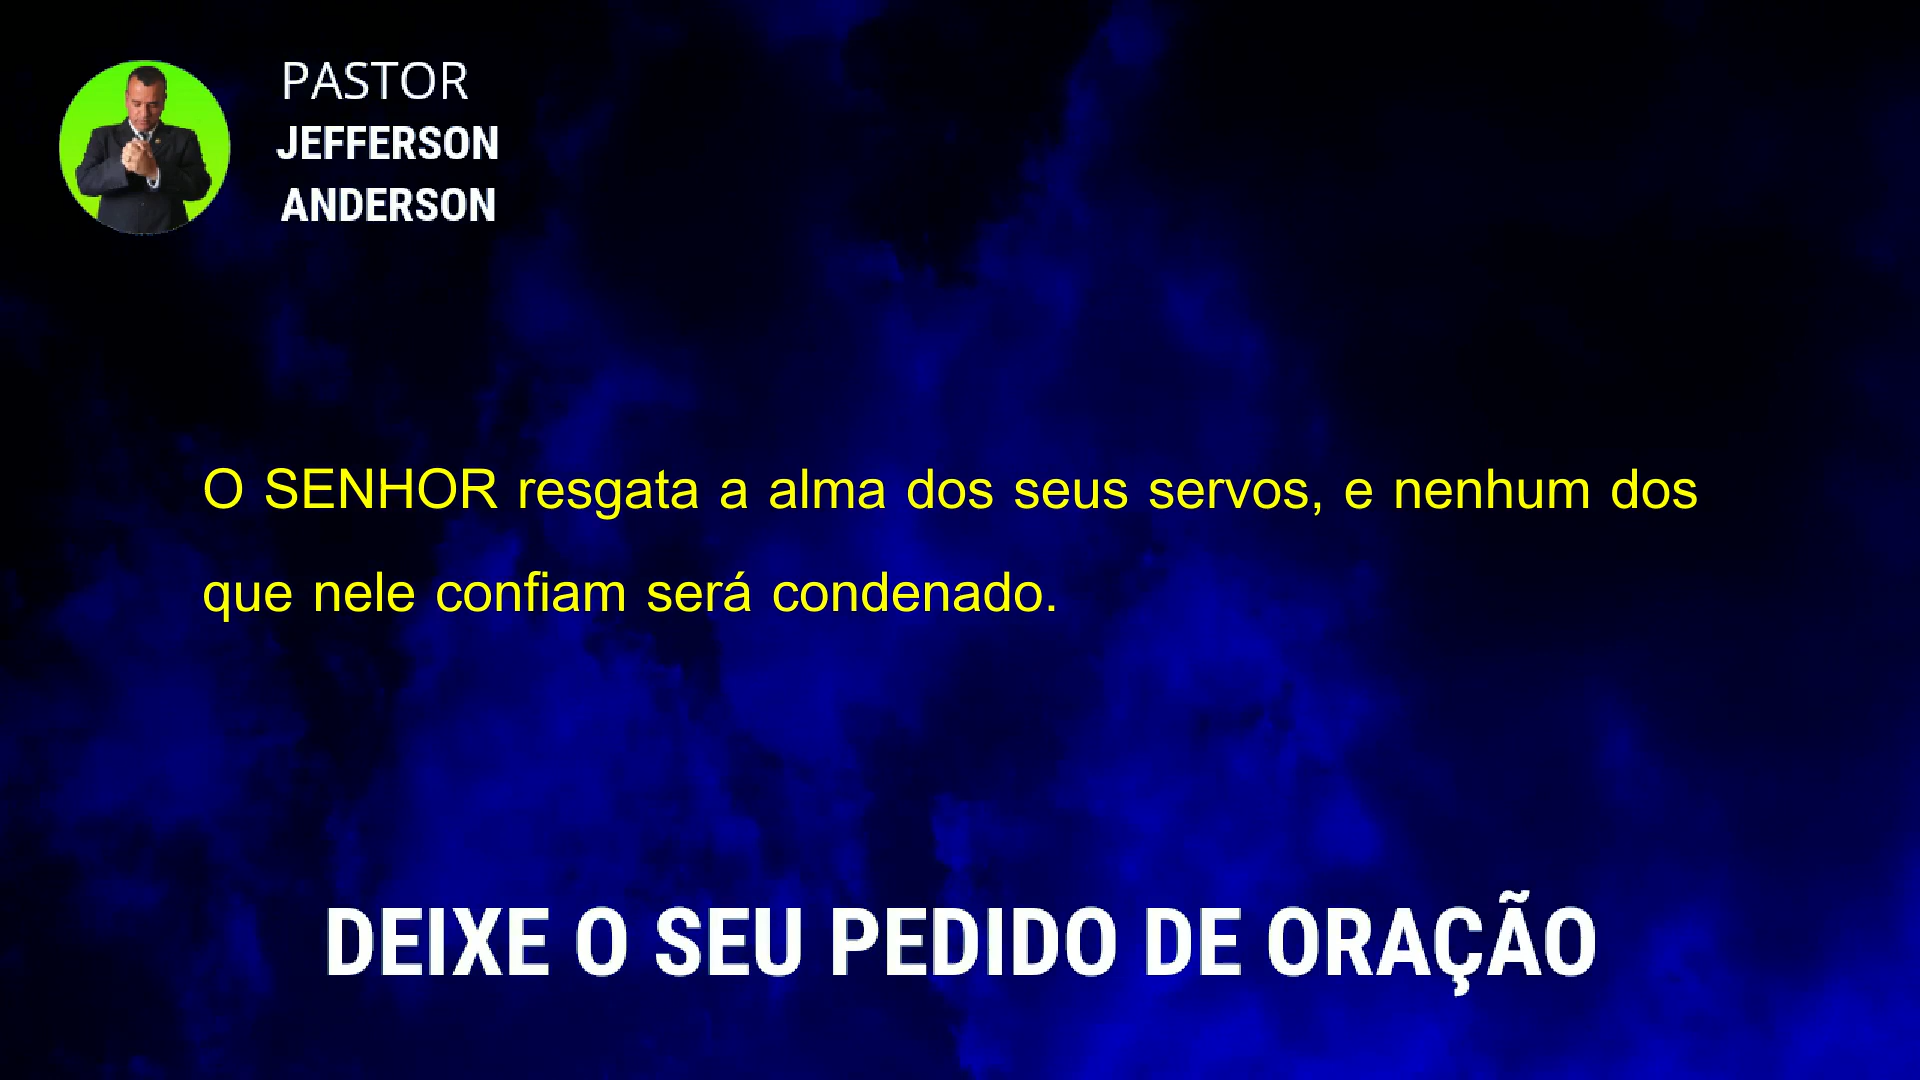 PASTOR
JEFFERSON
ANDERSON
O SENHOR resgata a alma dos seus servos, e nenhum dos
que nele confiam será condenado.
DEIXE O SEU PEDIDO DE ORAÇÃO